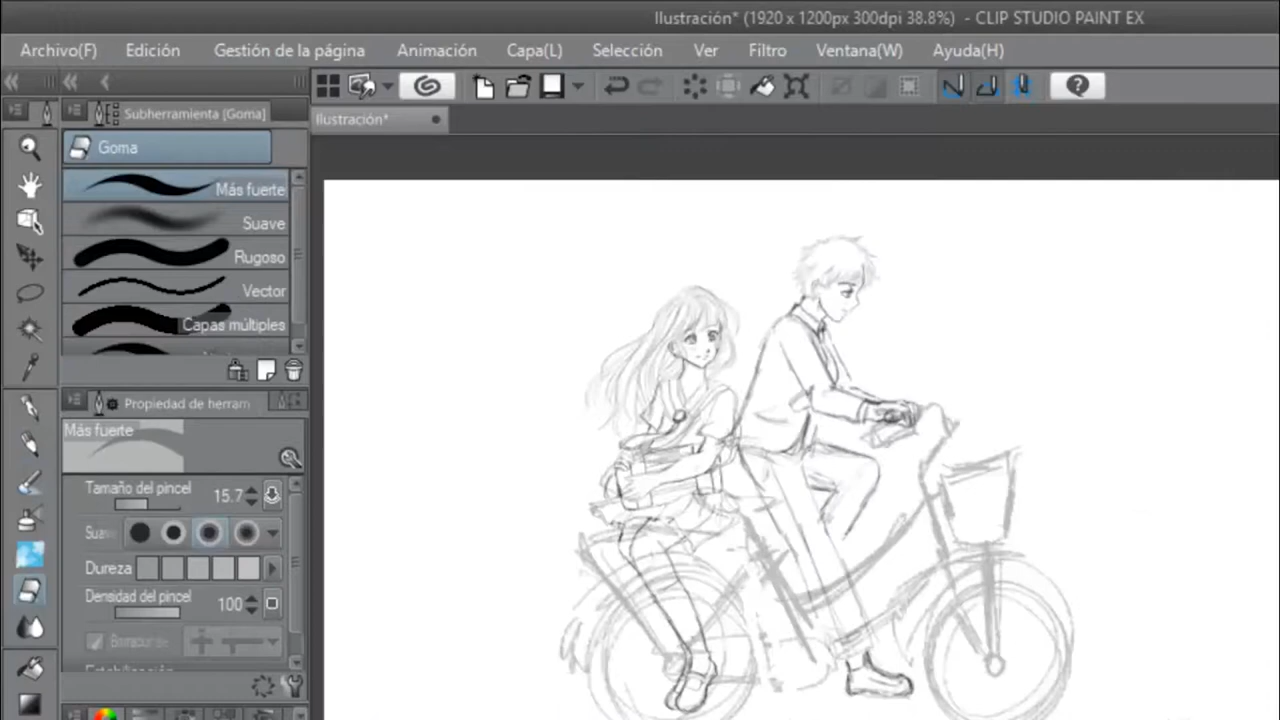 Ilustración* (1920 x 1200px 300dpi 38.8%) - CLIP STUDIO PAINT EX
Archivo(F) Edición Gestión de la página Animación Capa(L) Selección Ver Filtro Ventana(W) Ayuda(H)
Subherramienta [Goma]
Ilustración*
Goma
Más fuerte
Suave
Rugoso
Vector
Capas múltiples
Propiedad de herram
Más fuerte
Tamaño del pincel 15.7
Suav
Dureza
Densidad del pincel 100